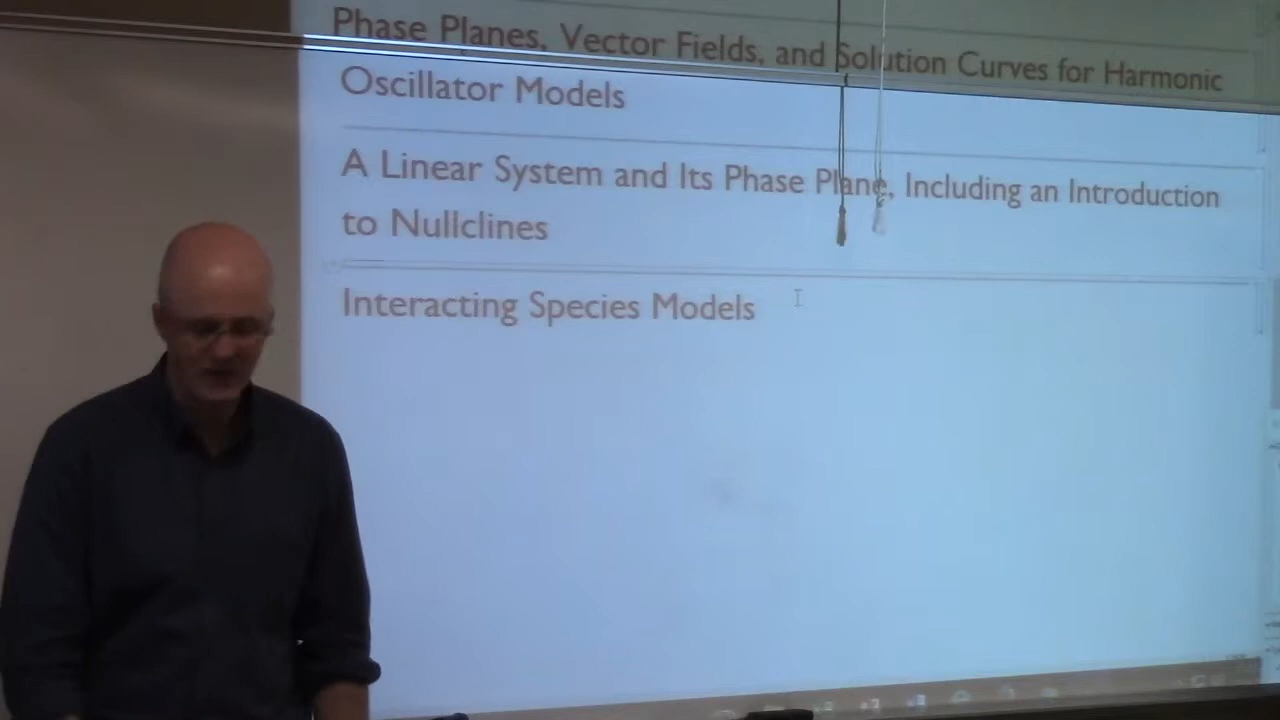 Phase Planes, Vector Fields, and Solution Curves for Harmonic
Oscillator Models
A Linear System and Its Phase Plane, Including an Introduction
to Nullclines
Interacting Species Models